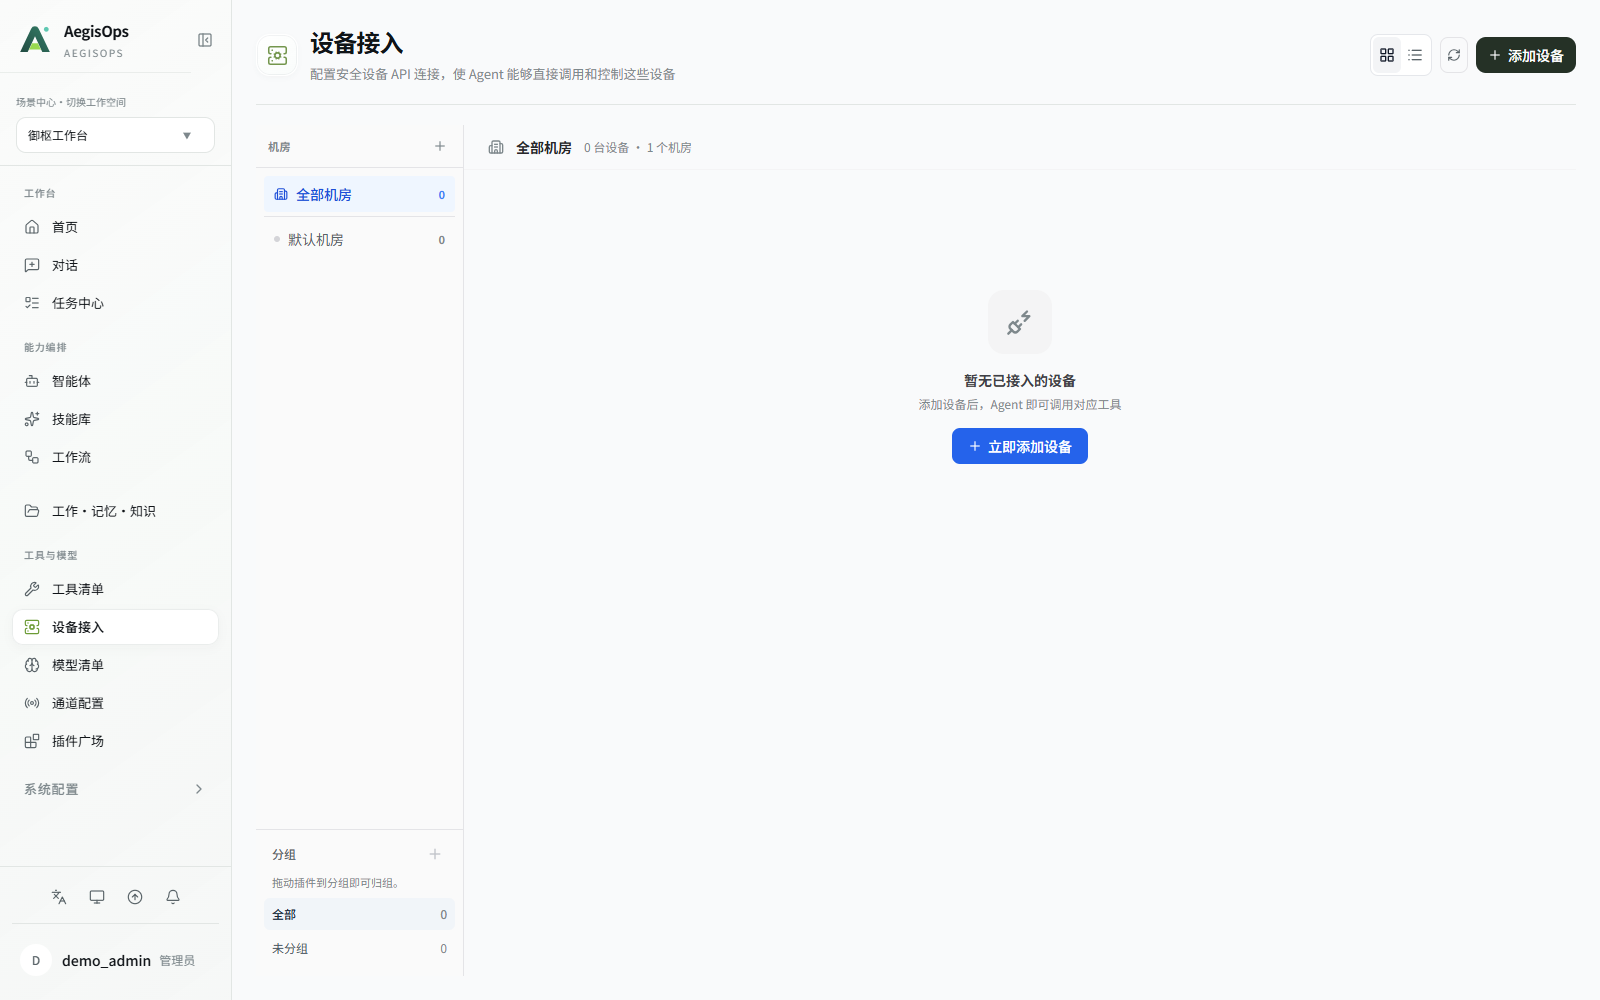 AegisOps
AEGISOPS
场景中心・切换工作空间
御枢工作台
工作台
首页
对话
任务中心
能力编排
智能体
技能库
工作流
工作・记忆・知识
工具与模型
工具清单
设备接入
模型清单
通道配置
插件广场
系统配置
D
demo_admin 管理员
设备接入
配置安全设备 API 连接，使 Agent 能够直接调用和控制这些设备
添加设备
机房
全部机房 0
默认机房 0
分组
拖动插件到分组即可归组。
全部 0
未分组 0
全部机房 0 台设备 • 1 个机房
暂无已接入的设备
添加设备后，Agent 即可调用对应工具
立即添加设备